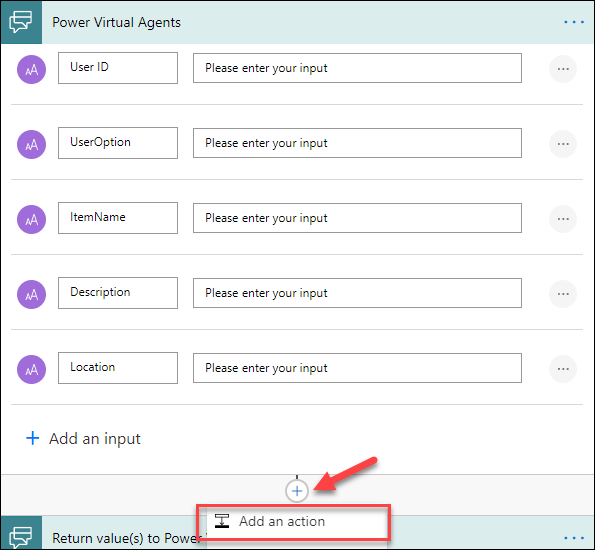 Power Virtual Agents
User ID Please enter your input
UserOption Please enter your input
ItemName Please enter your input
Description Please enter your input
Location Please enter your input
Add an input
Add an action
Return value(s) to Power